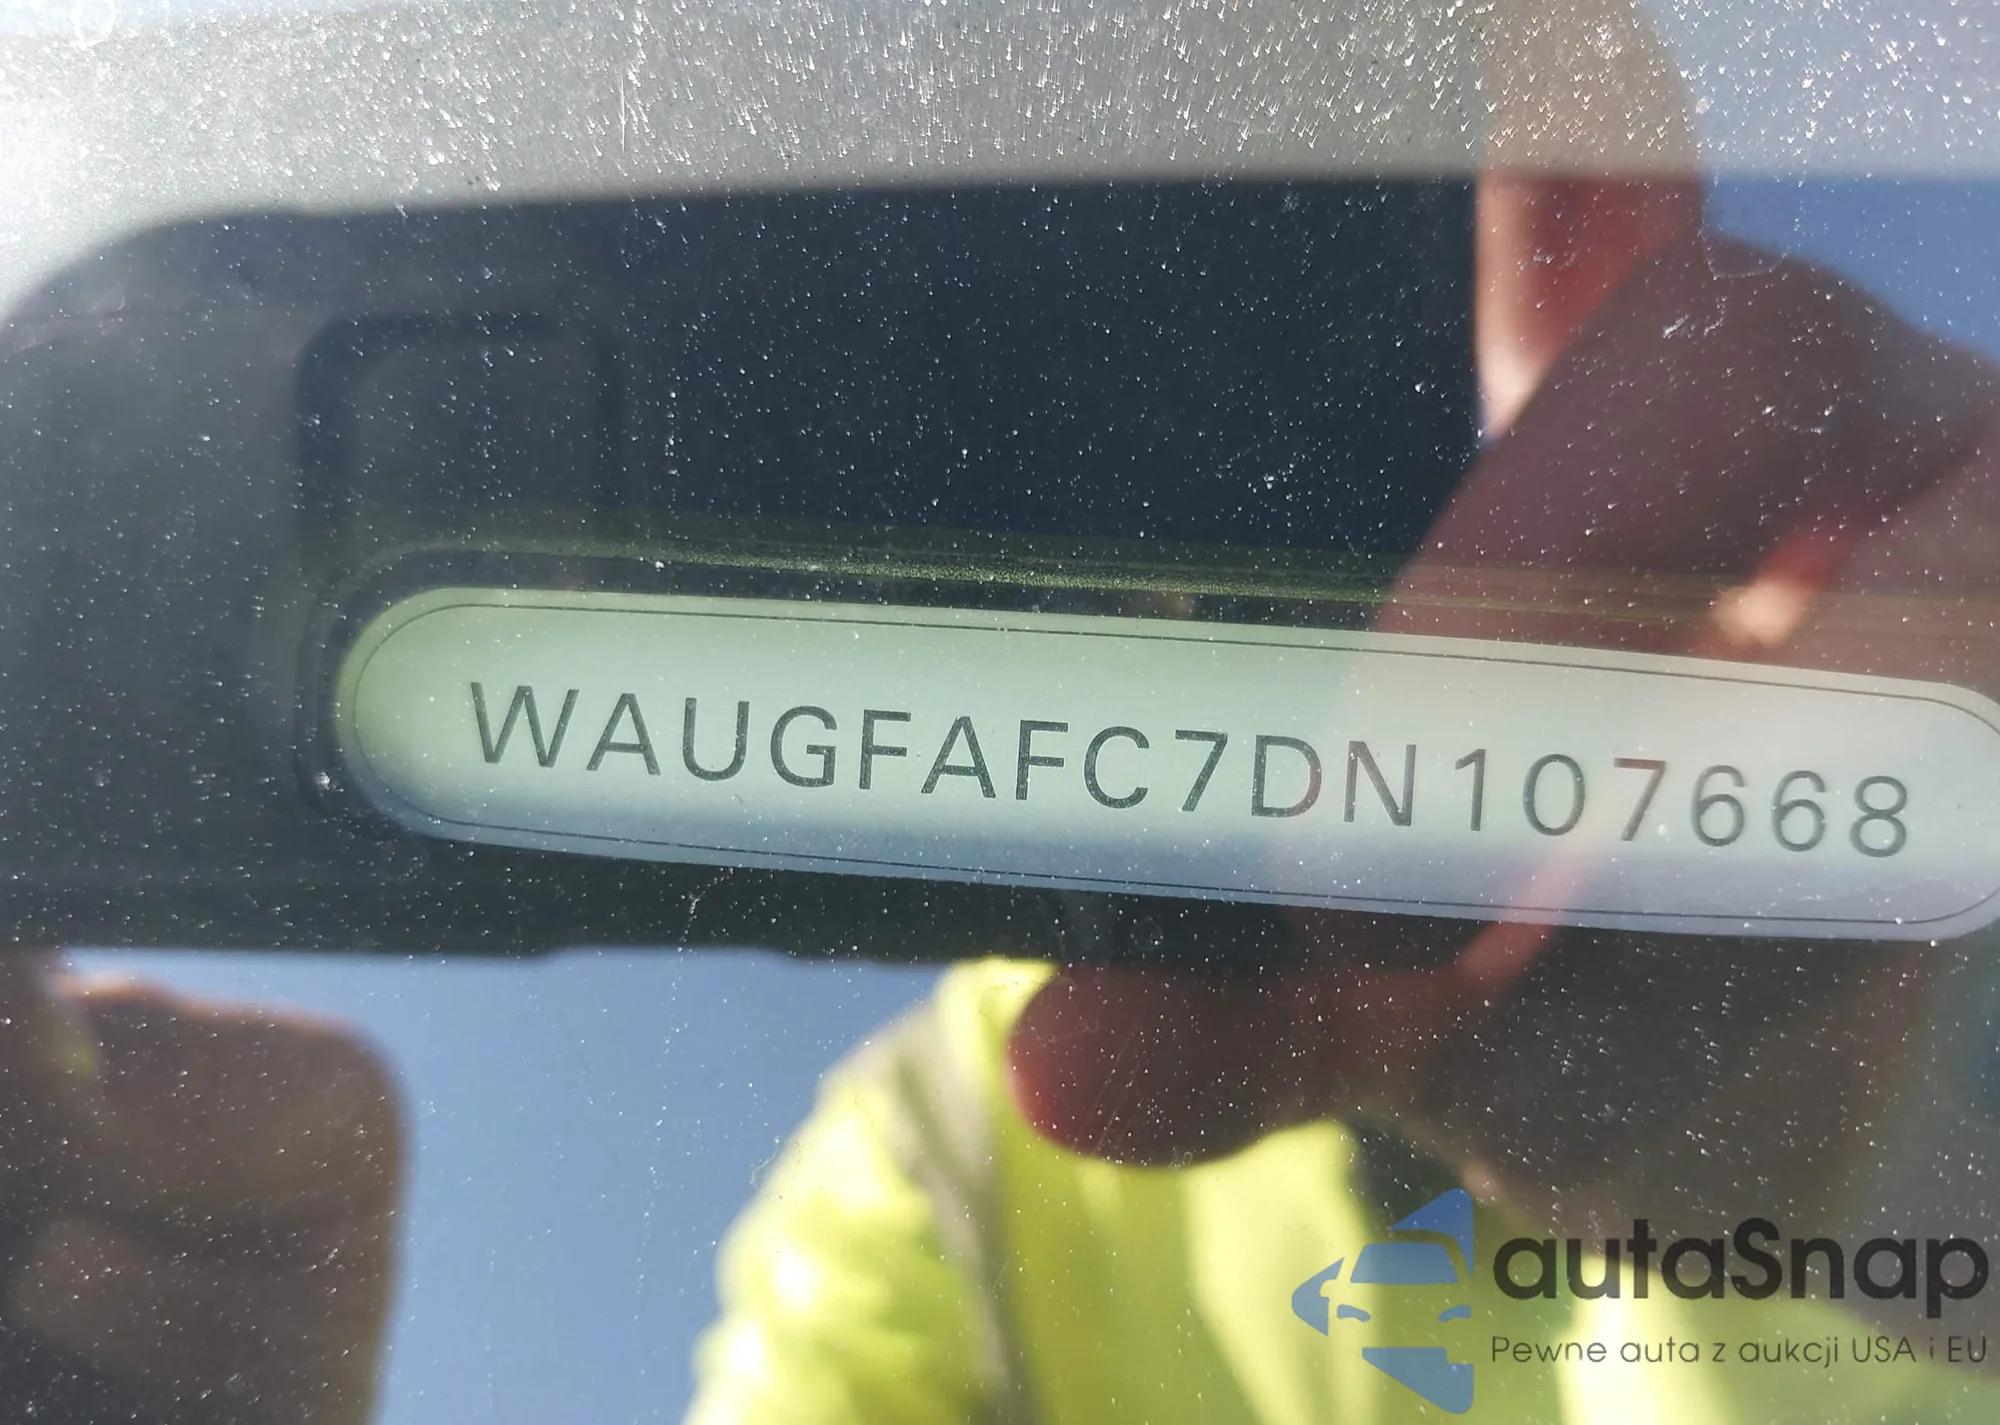 WAUGFAFC7DN107668
autaSnap
Pewne auta z aukcji USA i EU